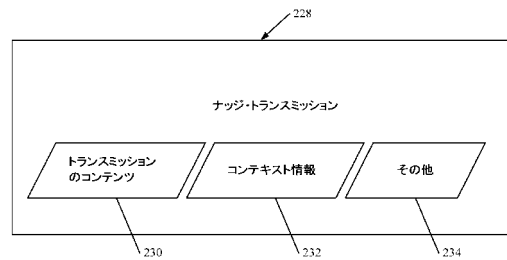 228
ナッジ・トランスミッション
トランスミッション
のコンテンツ
コンテキスト情報
その他
230
232
234